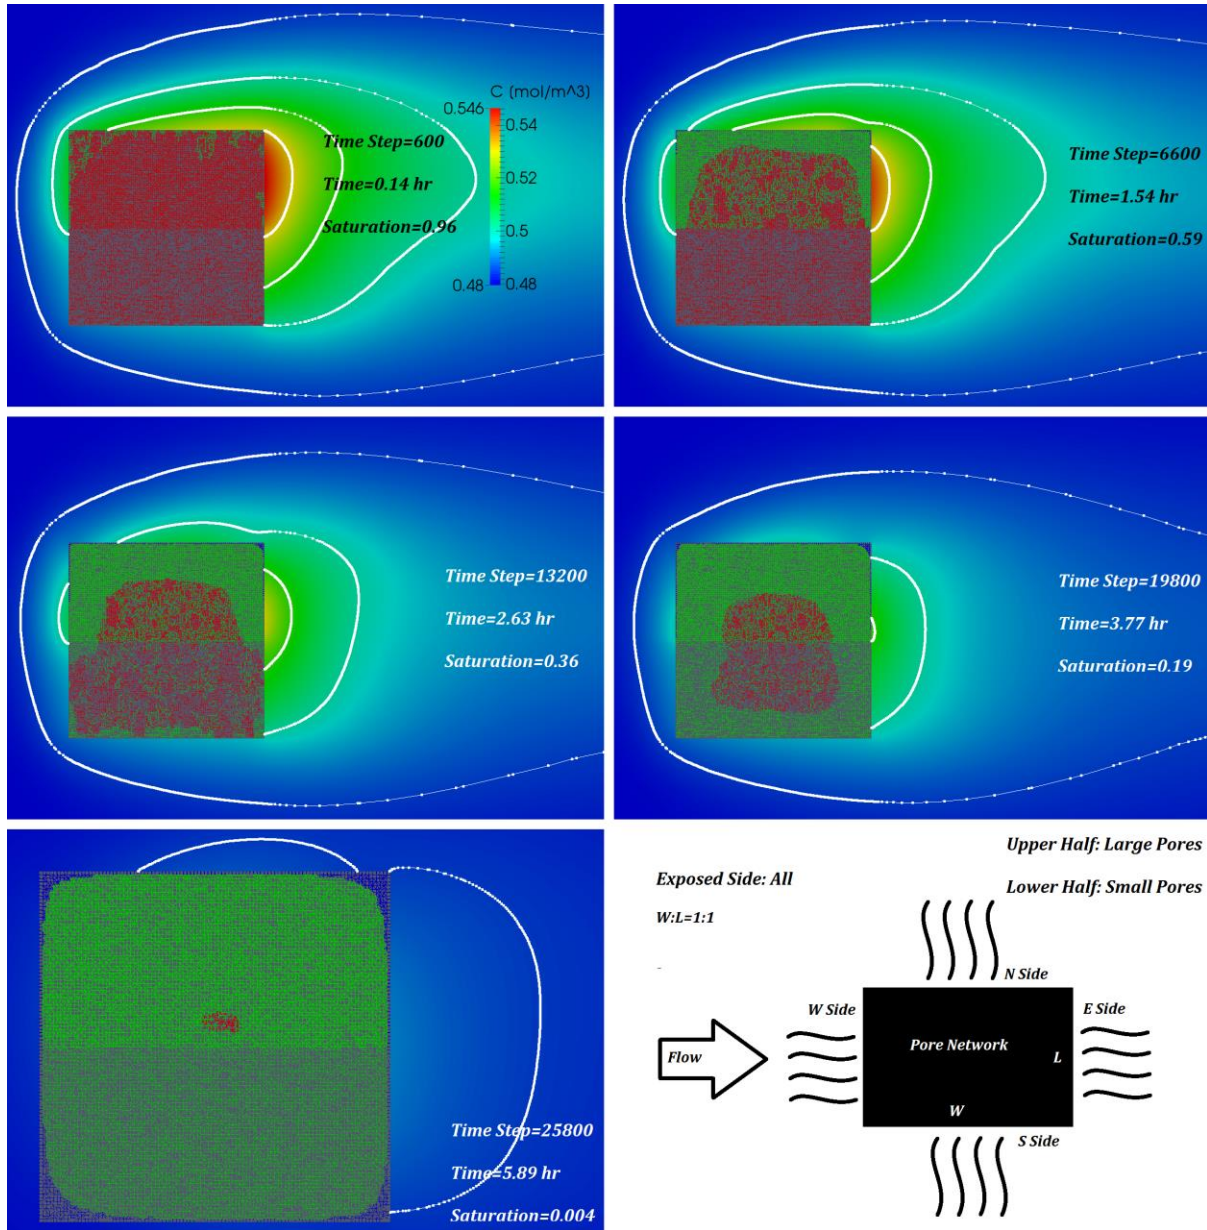 C (mol/m^3)
0.546
0.54
0.52
0.5
0.48
0.48
Time Step=600
Time=0.14 hr
Saturation=0.96
Time Step=6600
Time=1.54 hr
Saturation=0.59
Time Step=13200
Time=2.63 hr
Saturation=0.36
Time Step=19800
Time=3.77 hr
Saturation=0.19
Time Step=25800
Time=5.89 hr
Saturation=0.004
Upper Half: Large Pores
Exposed Side: All
Lower Half: Small Pores
W:L=1:1
N Side
W Side
E Side
Flow
Pore Network
L
W
S Side